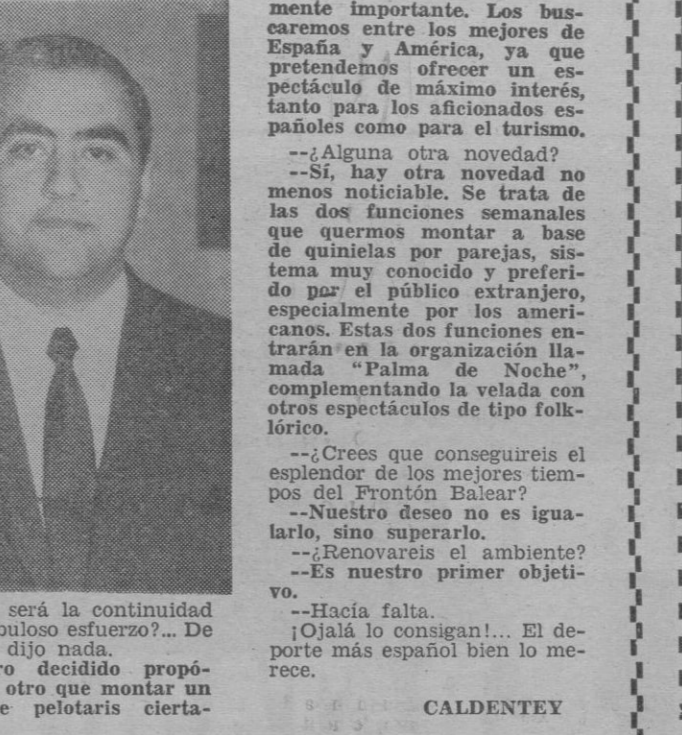 será la continuidad
esfuerzo?... De
dijo nada.
decidido propó-
otro que montar un
pelotaris cierta-
mente importante. Los bus-
caremos entre los mejores de
España y América, ya que
pretendemos ofrecer un es-
pectáculo de máximo interés,
tanto para los aficionados es-
pañoles como para el turismo.
--¿Alguna otra novedad?
--Sí, hay otra novedad no
menos noticiable. Se trata de
las dos funciones semanales
que quermos montar a base
de quinielas por parejas, sis-
tema muy conocido y preferi-
do por el público extranjero,
especialmente por los ameri-
canos. Estas dos funciones en-
trarán en la organización lla-
mada "Palma de Noche",
complementando la velada con
otros espectáculos de tipo folk-
lórico.
--¿Crees que conseguireis el
esplendor de los mejores tiem-
pos del Frontón Balear?
--Nuestro deseo no es igua-
larlo, sino superarlo.
--¿Renovareis el ambiente?
--Es nuestro primer objeti-
vo.
--Hacía falta.
¡Ojalá lo consigan!... El de-
porte más español bien lo me-
rece.
CALDENTEY